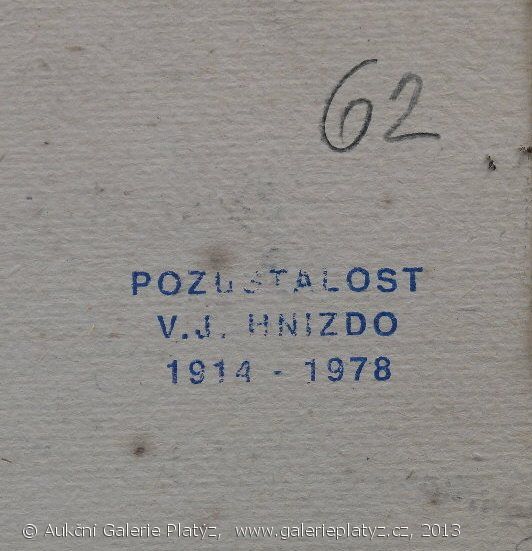 62
POZUSTALOST
V.J. HNIZDO
1914 - 1978
© Aukční Galerie Platýz, www.galerieplatyz.cz, 2013